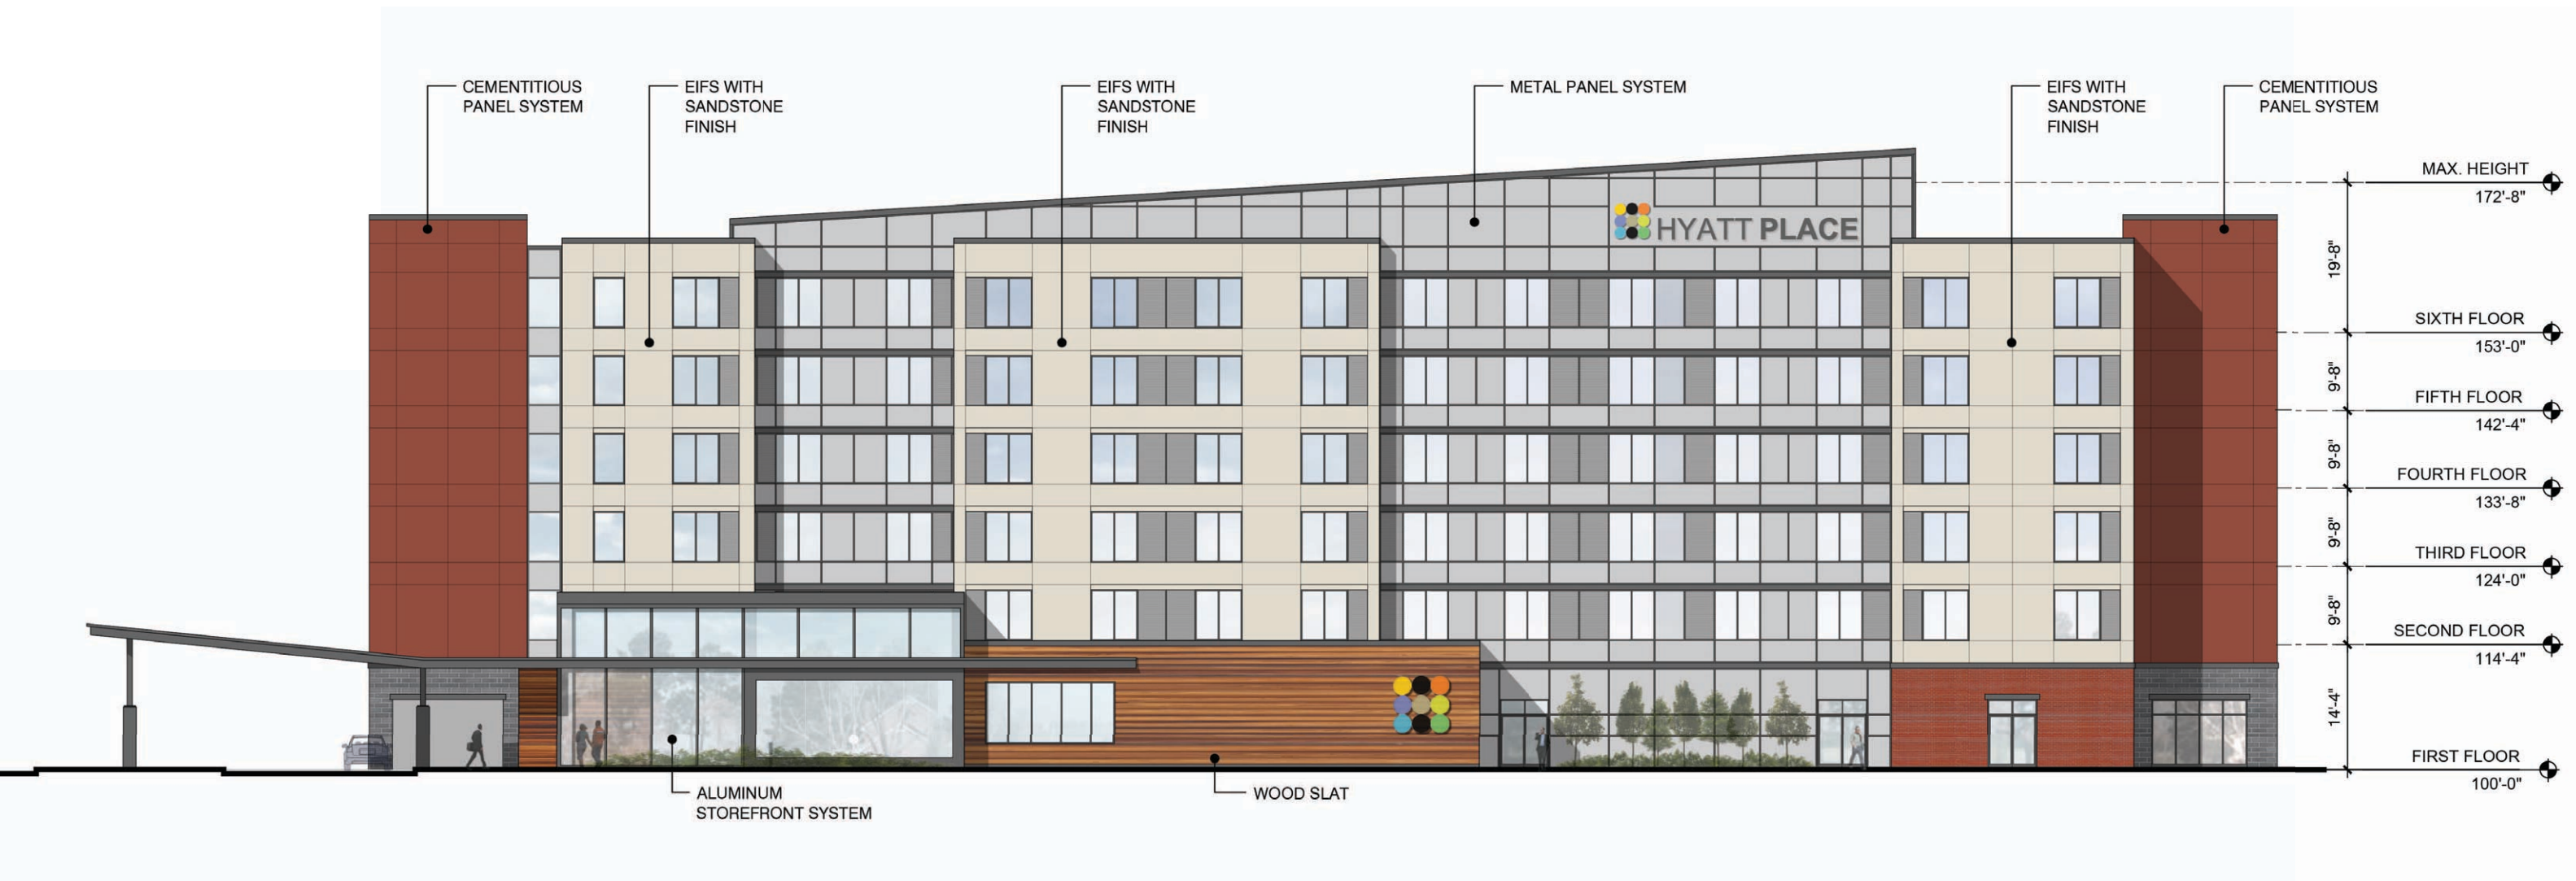 CEMENTITIOUS
PANEL SYSTEM
EIFS WITH
SANDSTONE
FINISH
EIFS WITH
SANDSTONE
FINISH
METAL PANEL SYSTEM
EIFS WITH
SANDSTONE
FINISH
CEMENTITIOUS
PANEL SYSTEM
HYATT PLACE
MAX. HEIGHT
172'-8"
19'-8"
SIXTH FLOOR
153'-0"
9'-8"
FIFTH FLOOR
142'-4"
9'-8"
FOURTH FLOOR
133'-8"
9'-8"
THIRD FLOOR
124'-0"
9'-8"
SECOND FLOOR
114'-4"
14'-4"
FIRST FLOOR
100'-0"
ALUMINUM
STOREFRONT SYSTEM
WOOD SLAT